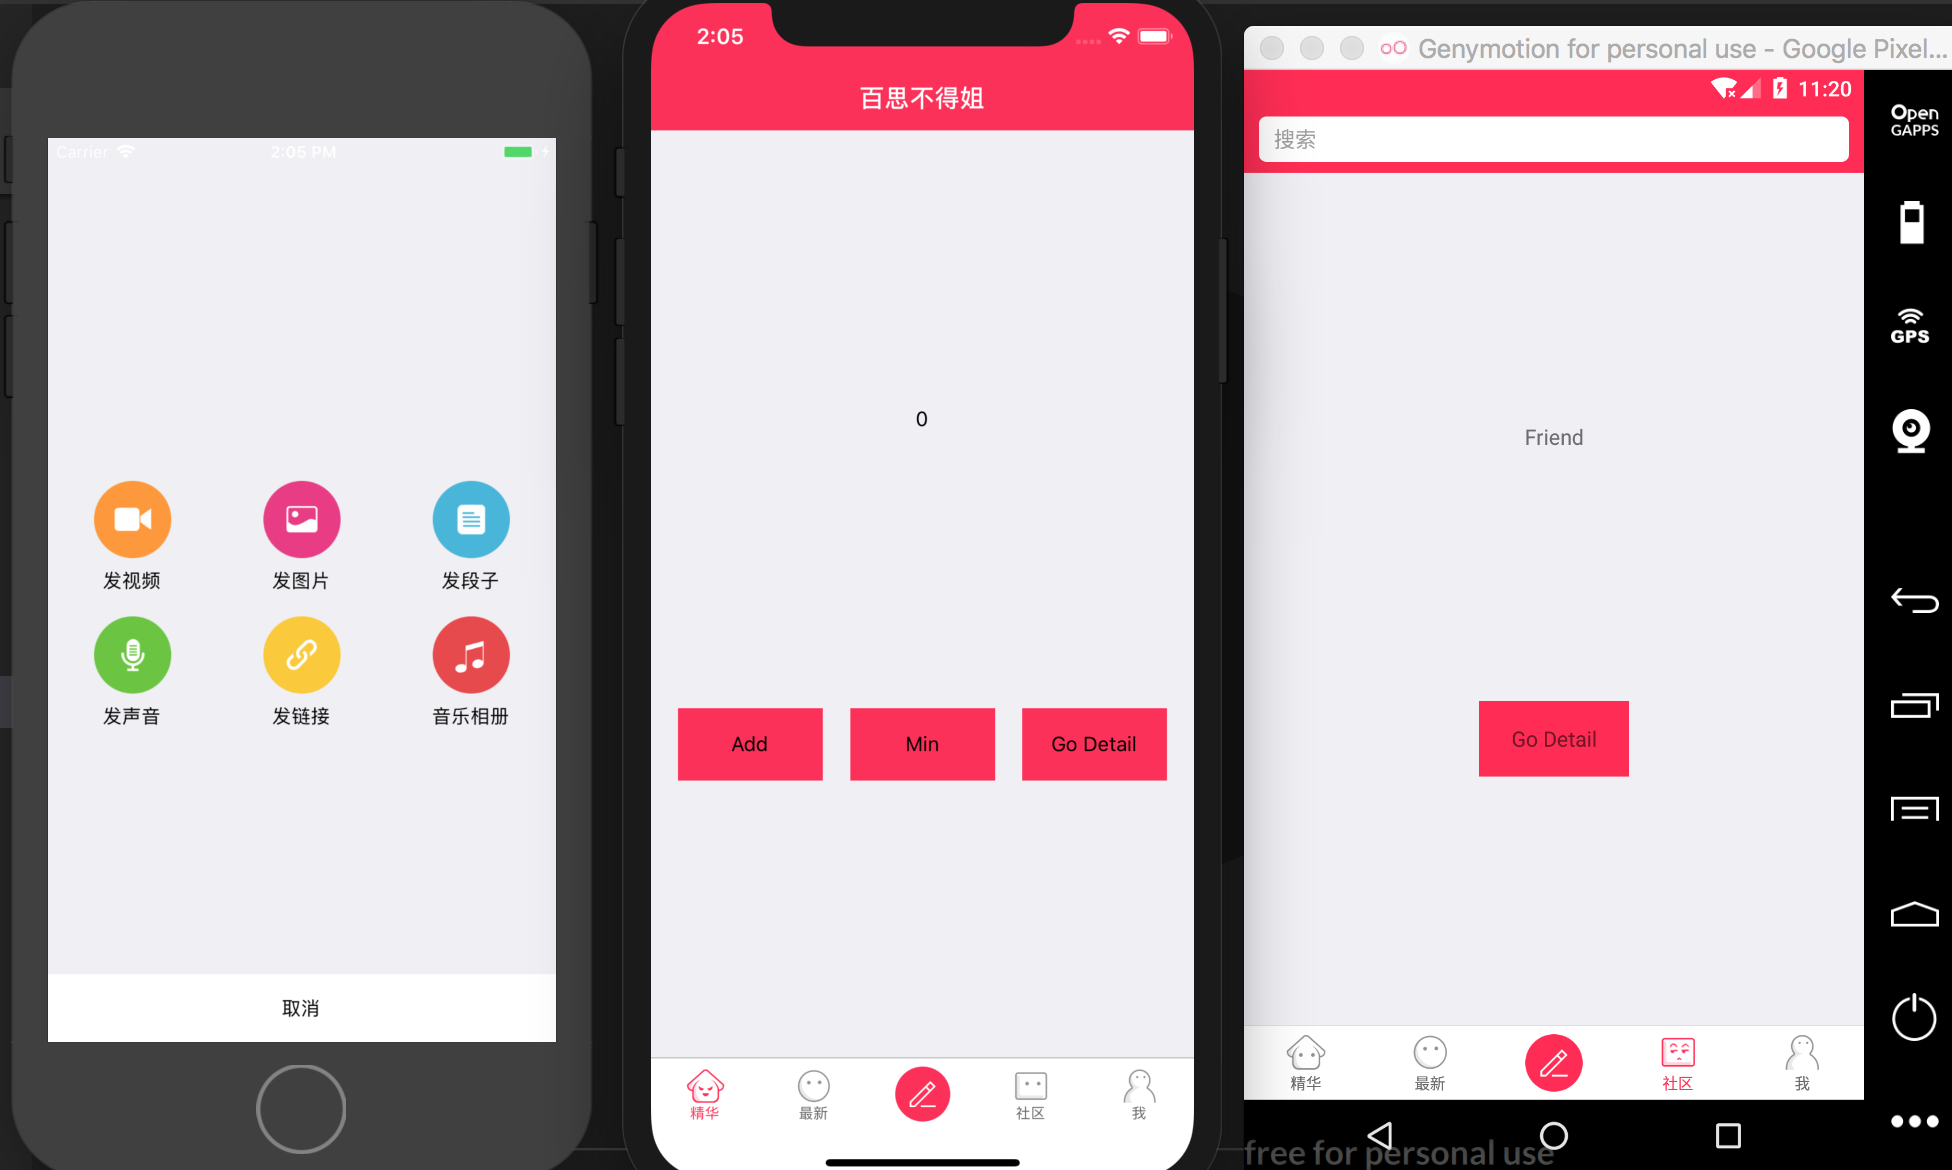 Carrier 2:05 PM
发视频 发图片 发段子
发声音 发链接 音乐相册
取消
2:05
百思不得姐
0
Add Min Go Detail
精华 最新 社区 我
Genymotion for personal use - Google Pixel...
11:20
搜索
Friend
Go Detail
精华 最新 社区 我
free for personal use
Open
GAPPS
GPS